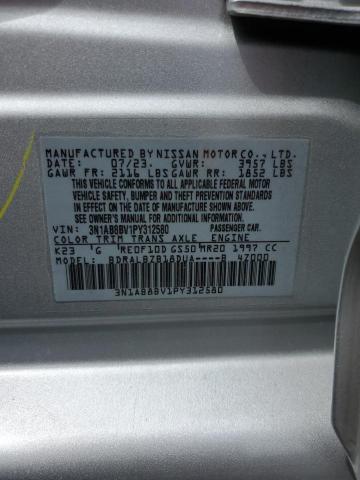 MANUFACTURED BY NISSAN MOTOR CO., LTD.
DATE: 07/23. GVWR: 3957 LBS
GAWR FR: 2116 LBS GAWR RR: 1852 LBS
THIS VEHICLE CONFORMS TO ALL APPLICABLE FEDERAL MOTOR
VEHICLE SAFETY, BUMPER, AND THEFT PREVENTION
STANDARDS IN EFFECT ON THE DATE OF
MANUFACTURE SHOWN ABOVE.
SEE OWNER'S MANUAL FOR ADDITIONAL INFORMATION
VIN: 3N1AB8BV1PY312580 PASSENGER CAR.
COLOR TRIM TRANS AXLE ENGINE
K23 'G RE0F10D GS50 MR20 1997 CC
MODEL BDRALBZB18DUA----B 4Z000
3N1AB8BV1PY312580